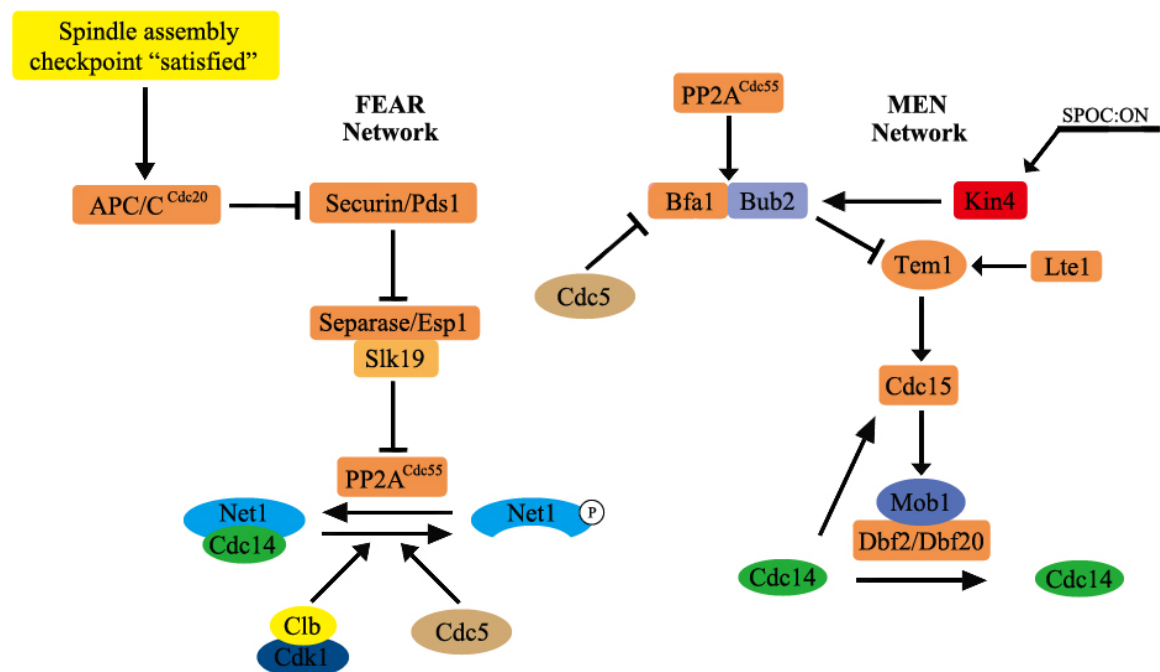 Spindle assembly
checkpoint “satisfied”
FEAR
Network
APC/C Cdc20
Securin/Pds1
Separase/Esp1
Slk19
PP2A Cdc55
Net1
Cdc14
Net1
P
Clb
Cdk1
Cdc5
PP2A Cdc55
MEN
Network
SPOC:ON
Bfa1
Bub2
Kin4
Cdc5
Tem1
Lte1
Cdc15
Mob1
Dbf2/Dbf20
Cdc14
Cdc14